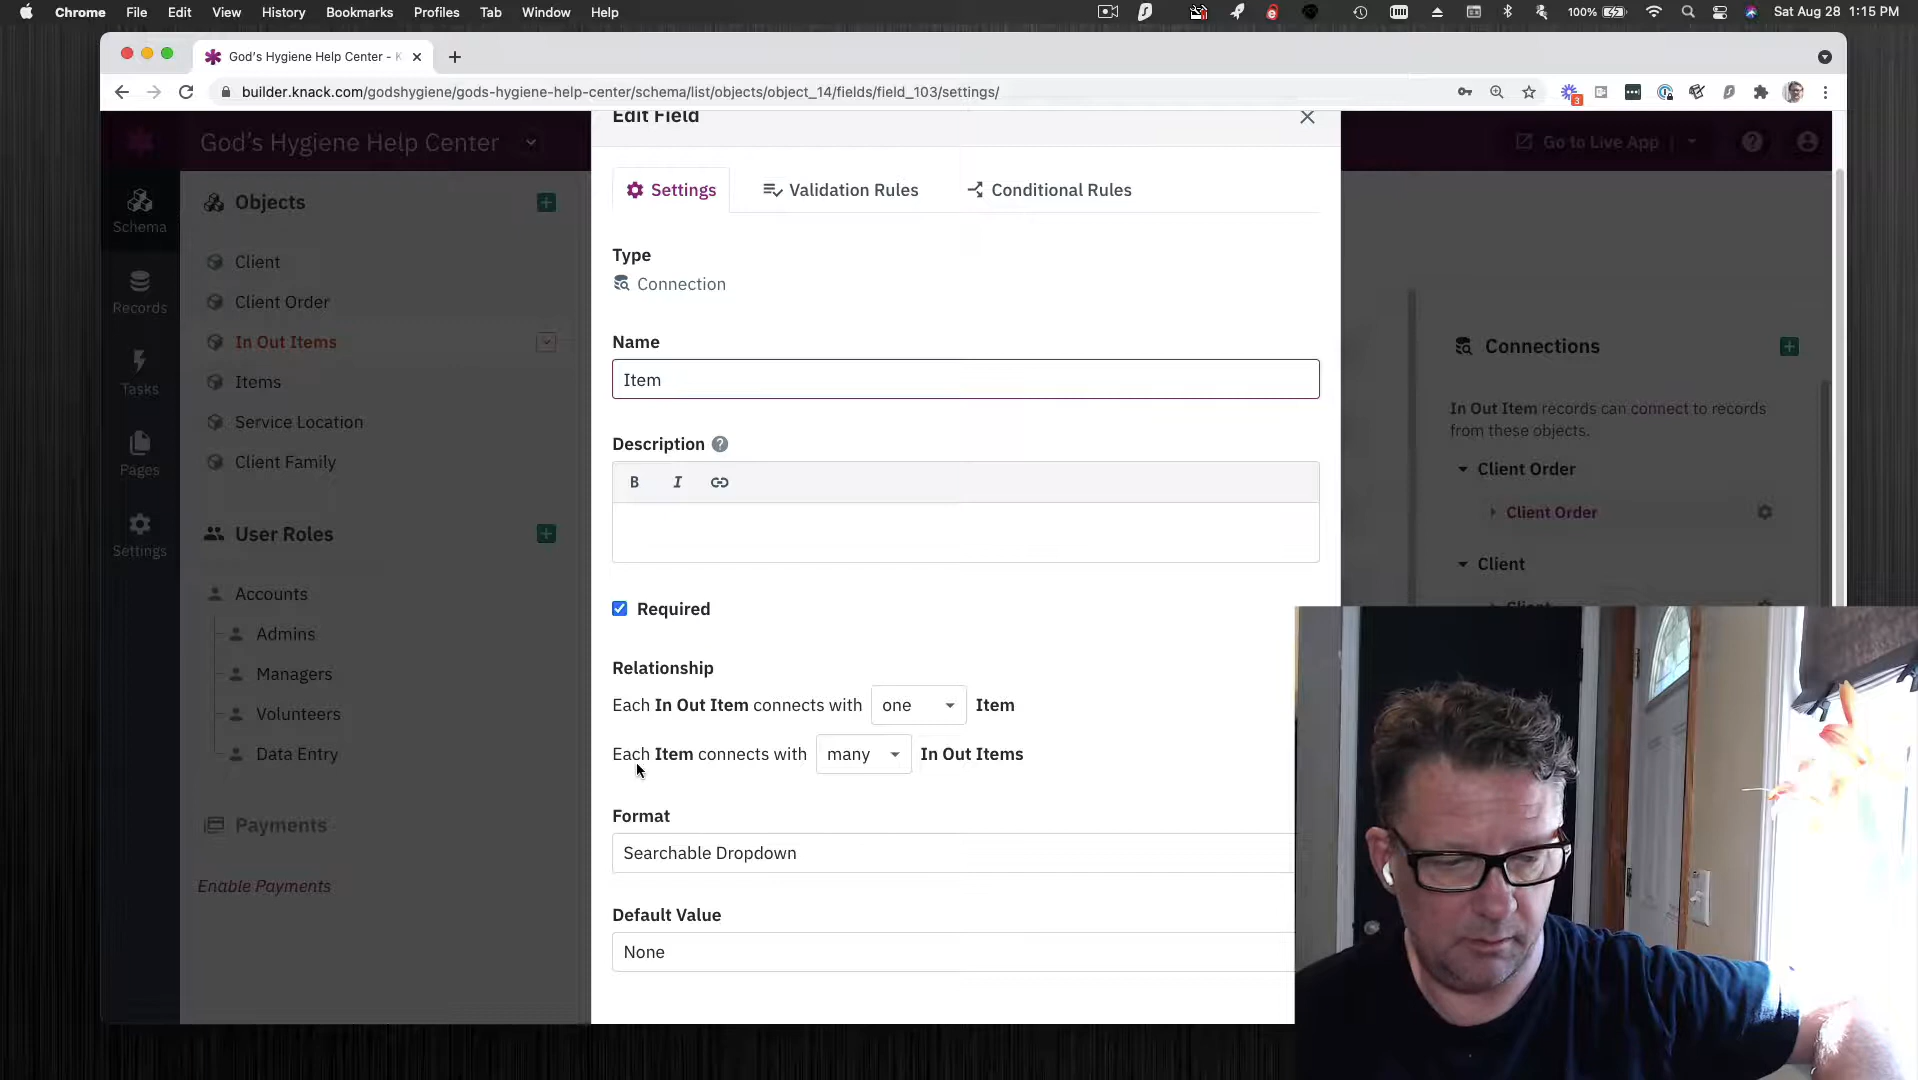 Chrome File Edit View History Bookmarks Profiles Tab Window Help 100% Sat Aug 28 1:15 PM
God's Hygiene Help Center - K
builder.knack.com/godshygiene/gods-hygiene-help-center/schema/list/objects/object_14/fields/field_103/settings/
3
God's Hygiene Help Center
Go to Live App
Schema
Records
Tasks
Pages
Settings
Objects
Client
Client Order
In Out Items
Items
Service Location
Client Family
User Roles
Accounts
Admins
Managers
Volunteers
Data Entry
Payments
Enable Payments
Edit Field
Settings Validation Rules Conditional Rules
Type
Connection
Name
Item
Description
B I
Required
Relationship
Each In Out Item connects with one Item
Each Item connects with many In Out Items
Format
Searchable Dropdown
Default Value
None
Connections
In Out Item records can connect to records
from these objects.
Client Order
Client Order
Client
Client